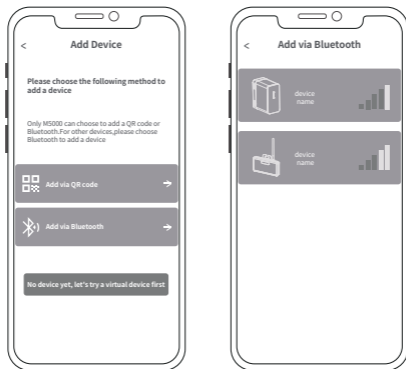 < Add Device
Please choose the following method to
add a device
Only M5000 can choose to add a QR code or
Bluetooth.For other devices,please choose
Bluetooth to add a device
Add via QR code
Add via Bluetooth
No device yet, let's try a virtual device first
< Add via Bluetooth
device
name
device
name